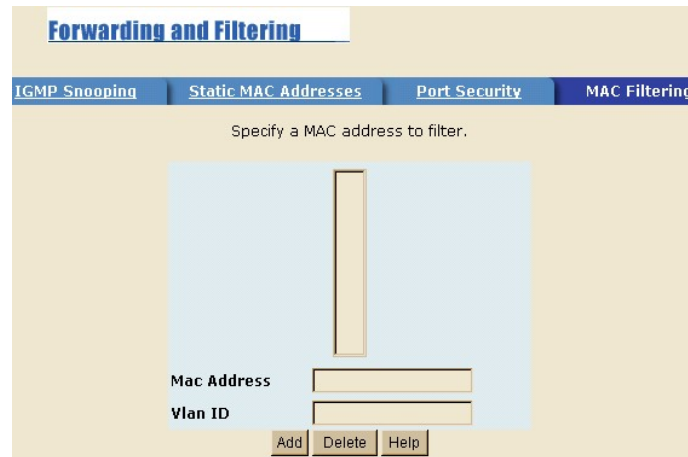 Forwarding and Filtering
IGMP Snooping Static MAC Addresses Port Security MAC Filtering
Specify a MAC address to filter.
Mac Address
Vlan ID
Add Delete Help